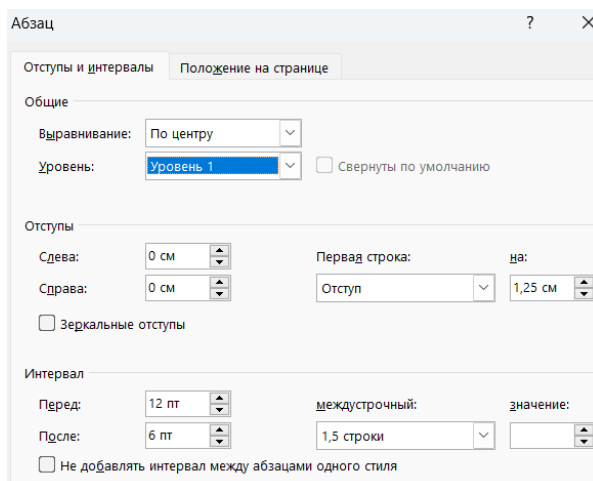 Абзац ?
Отступы и интервалы Положение на странице
Общие
Выравнивание: По центру
Уровень: Уровень 1 Свернуты по умолчанию
Отступы
Слева: 0 см Первая строка: на:
Справа: 0 см Отступ 1,25 см
Зеркальные отступы
Интервал
Перед: 12 пт междустрочный: значение:
После: 6 пт 1,5 строки
Не добавлять интервал между абзацами одного стиля